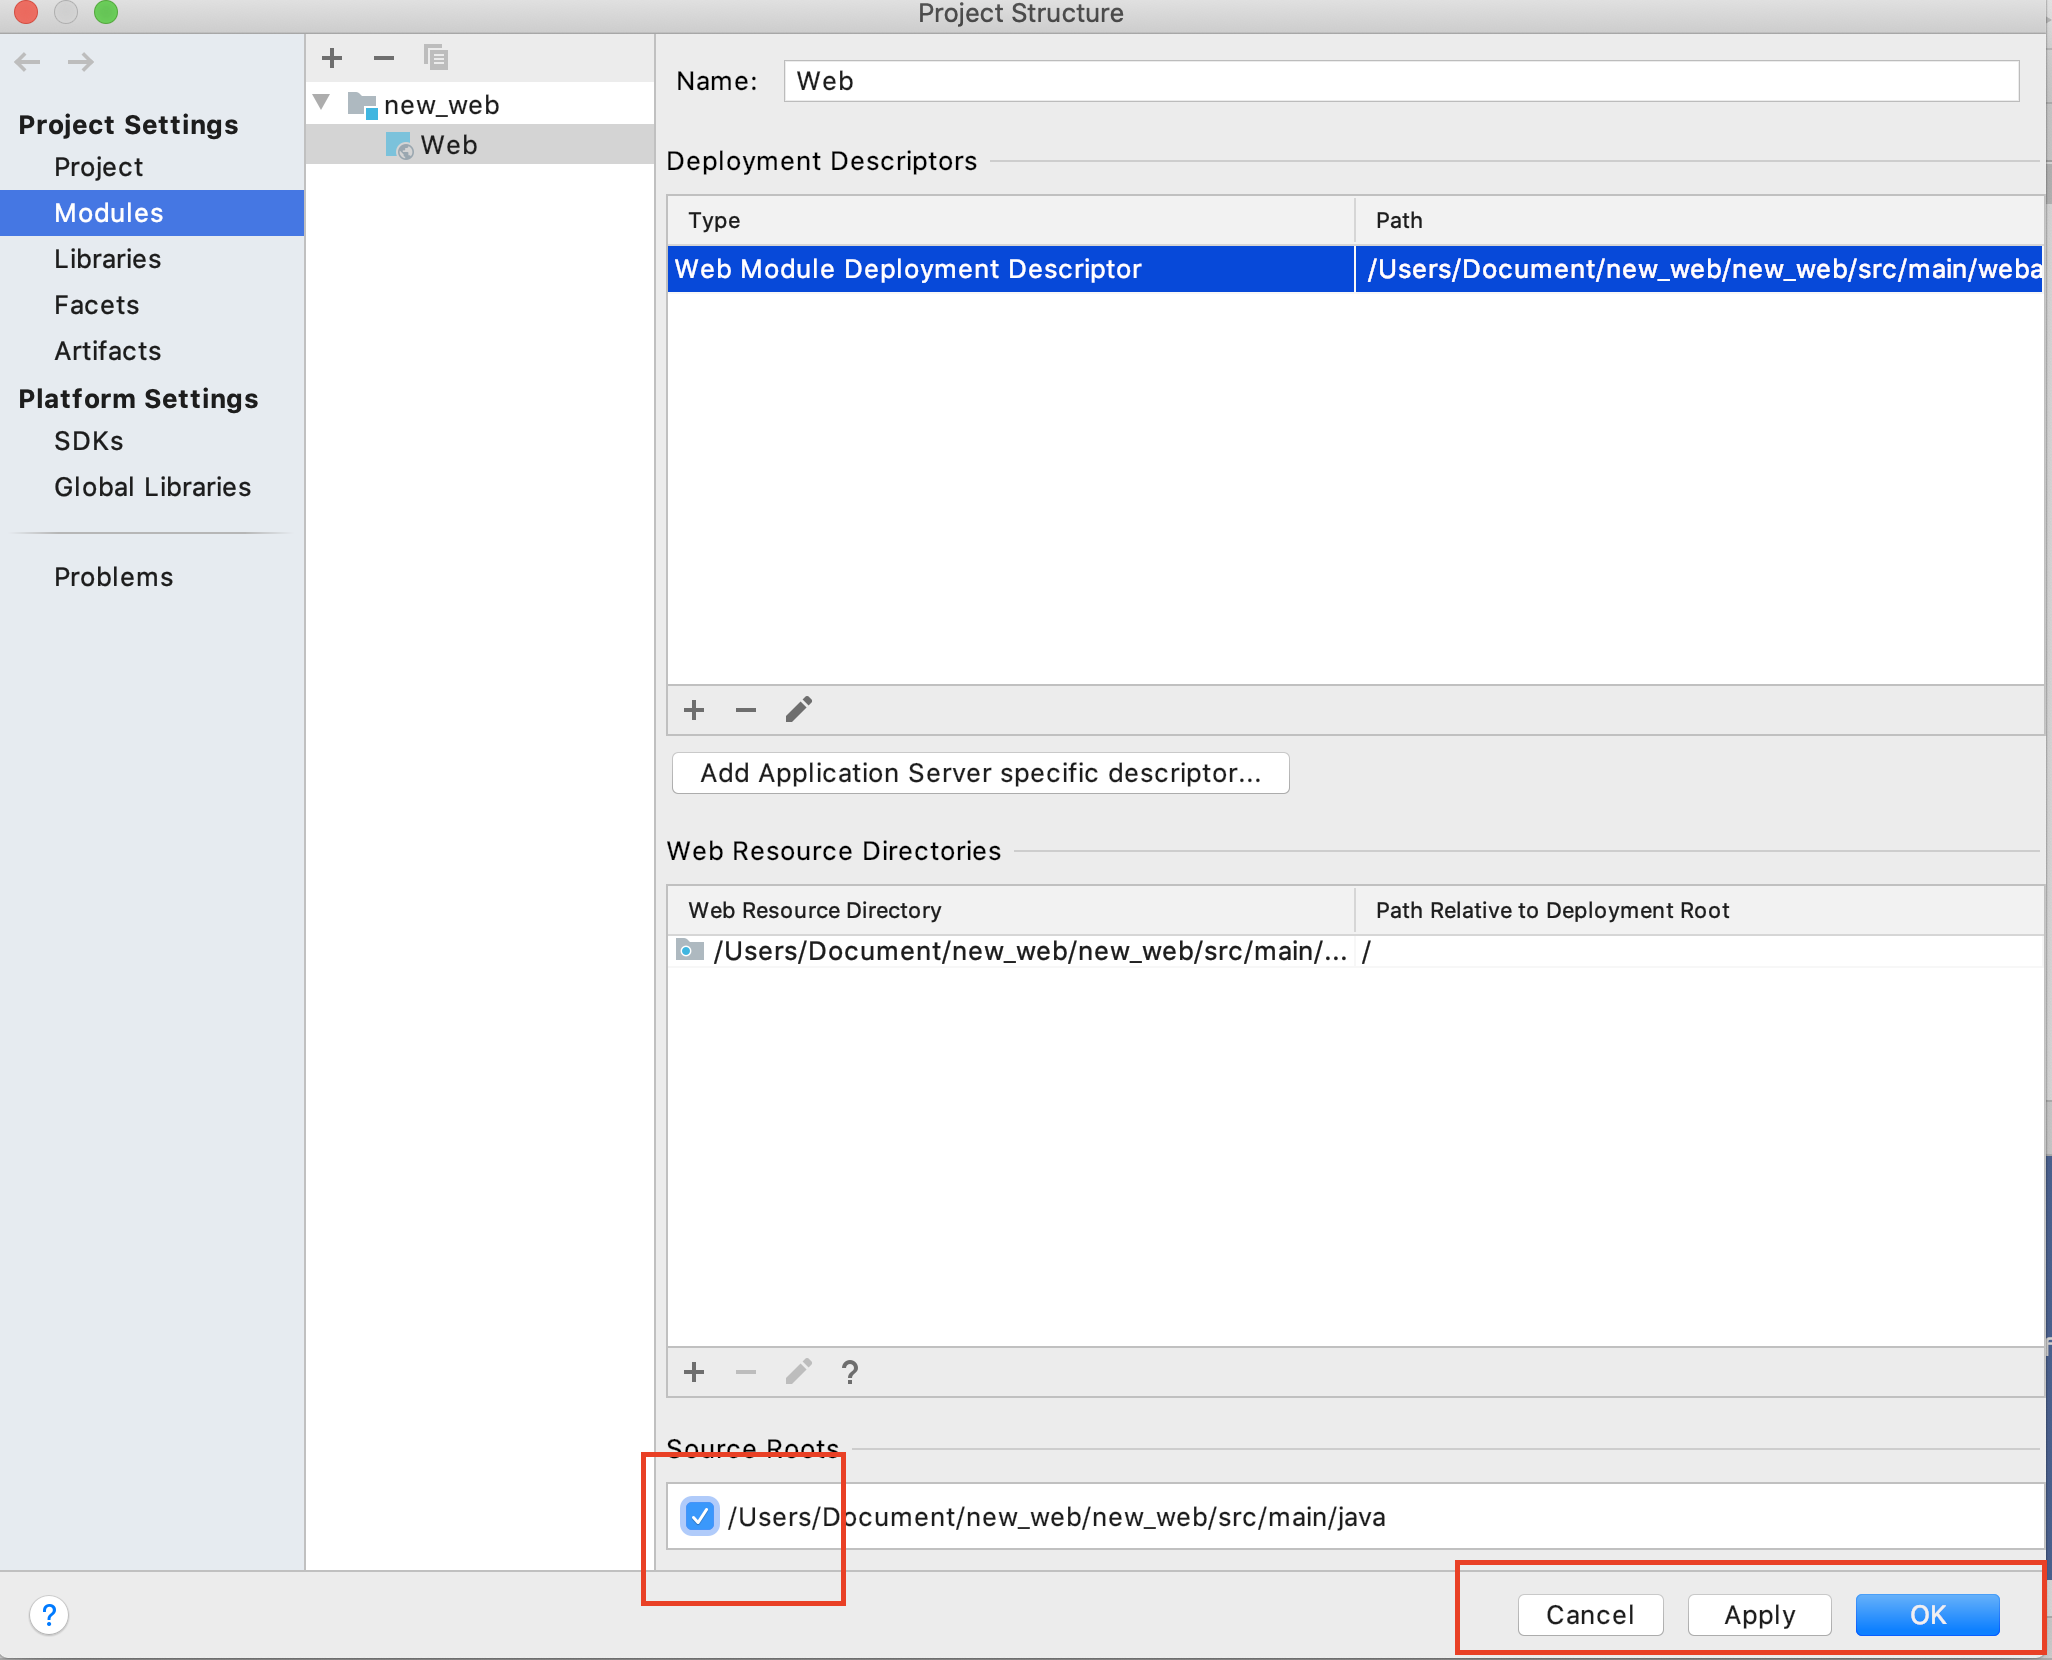 Project Structure
Project Settings
Project
Modules
Libraries
Facets
Artifacts
Platform Settings
SDKs
Global Libraries
Problems
new_web
Web
Name: Web
Deployment Descriptors
Type Path
Web Module Deployment Descriptor /Users/Document/new_web/new_web/src/main/weba
Add Application Server specific descriptor...
Web Resource Directories
Web Resource Directory Path Relative to Deployment Root
/Users/Document/new_web/new_web/src/main/... /
?
Source Roots
/Users/Document/new_web/new_web/src/main/java
? Cancel Apply OK